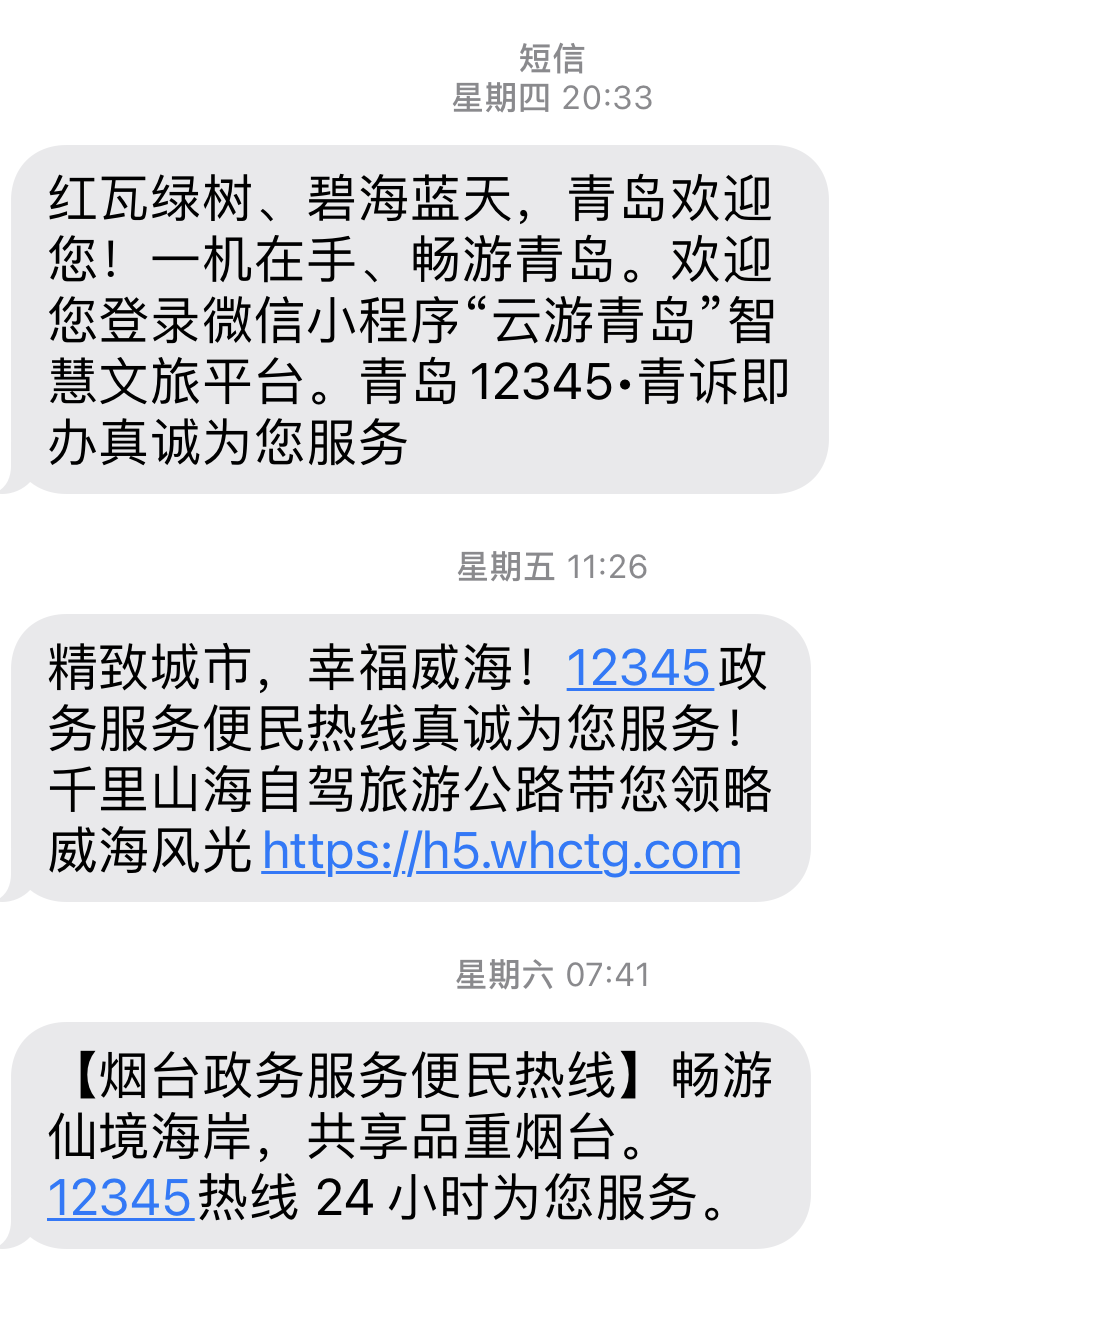 短信
星期四 20:33
红瓦绿树、碧海蓝天，青岛欢迎
您！一机在手、畅游青岛。欢迎
您登录微信小程序“云游青岛”智
慧文旅平台。青岛 12345•青诉即
办真诚为您服务
星期五 11:26
精致城市，幸福威海！12345政
务服务便民热线真诚为您服务！
千里山海自驾旅游公路带您领略
威海风光 https://h5.whctg.com
星期六 07:41
【烟台政务服务便民热线】畅游
仙境海岸，共享品重烟台。
12345热线 24 小时为您服务。